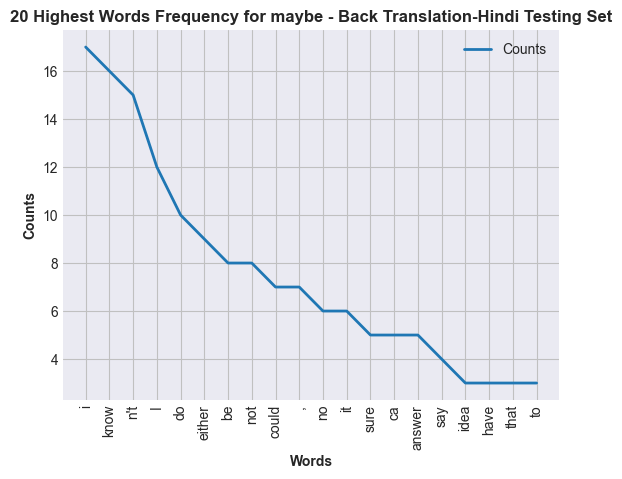 20 Highest Words Frequency for maybe - Back Translation-Hindi Testing Set
Counts
Counts
16
14
12
10
8
6
4
i
know
n't
I
do
either
be
not
could
,
no
it
sure
ca
answer
say
idea
have
that
to
Words